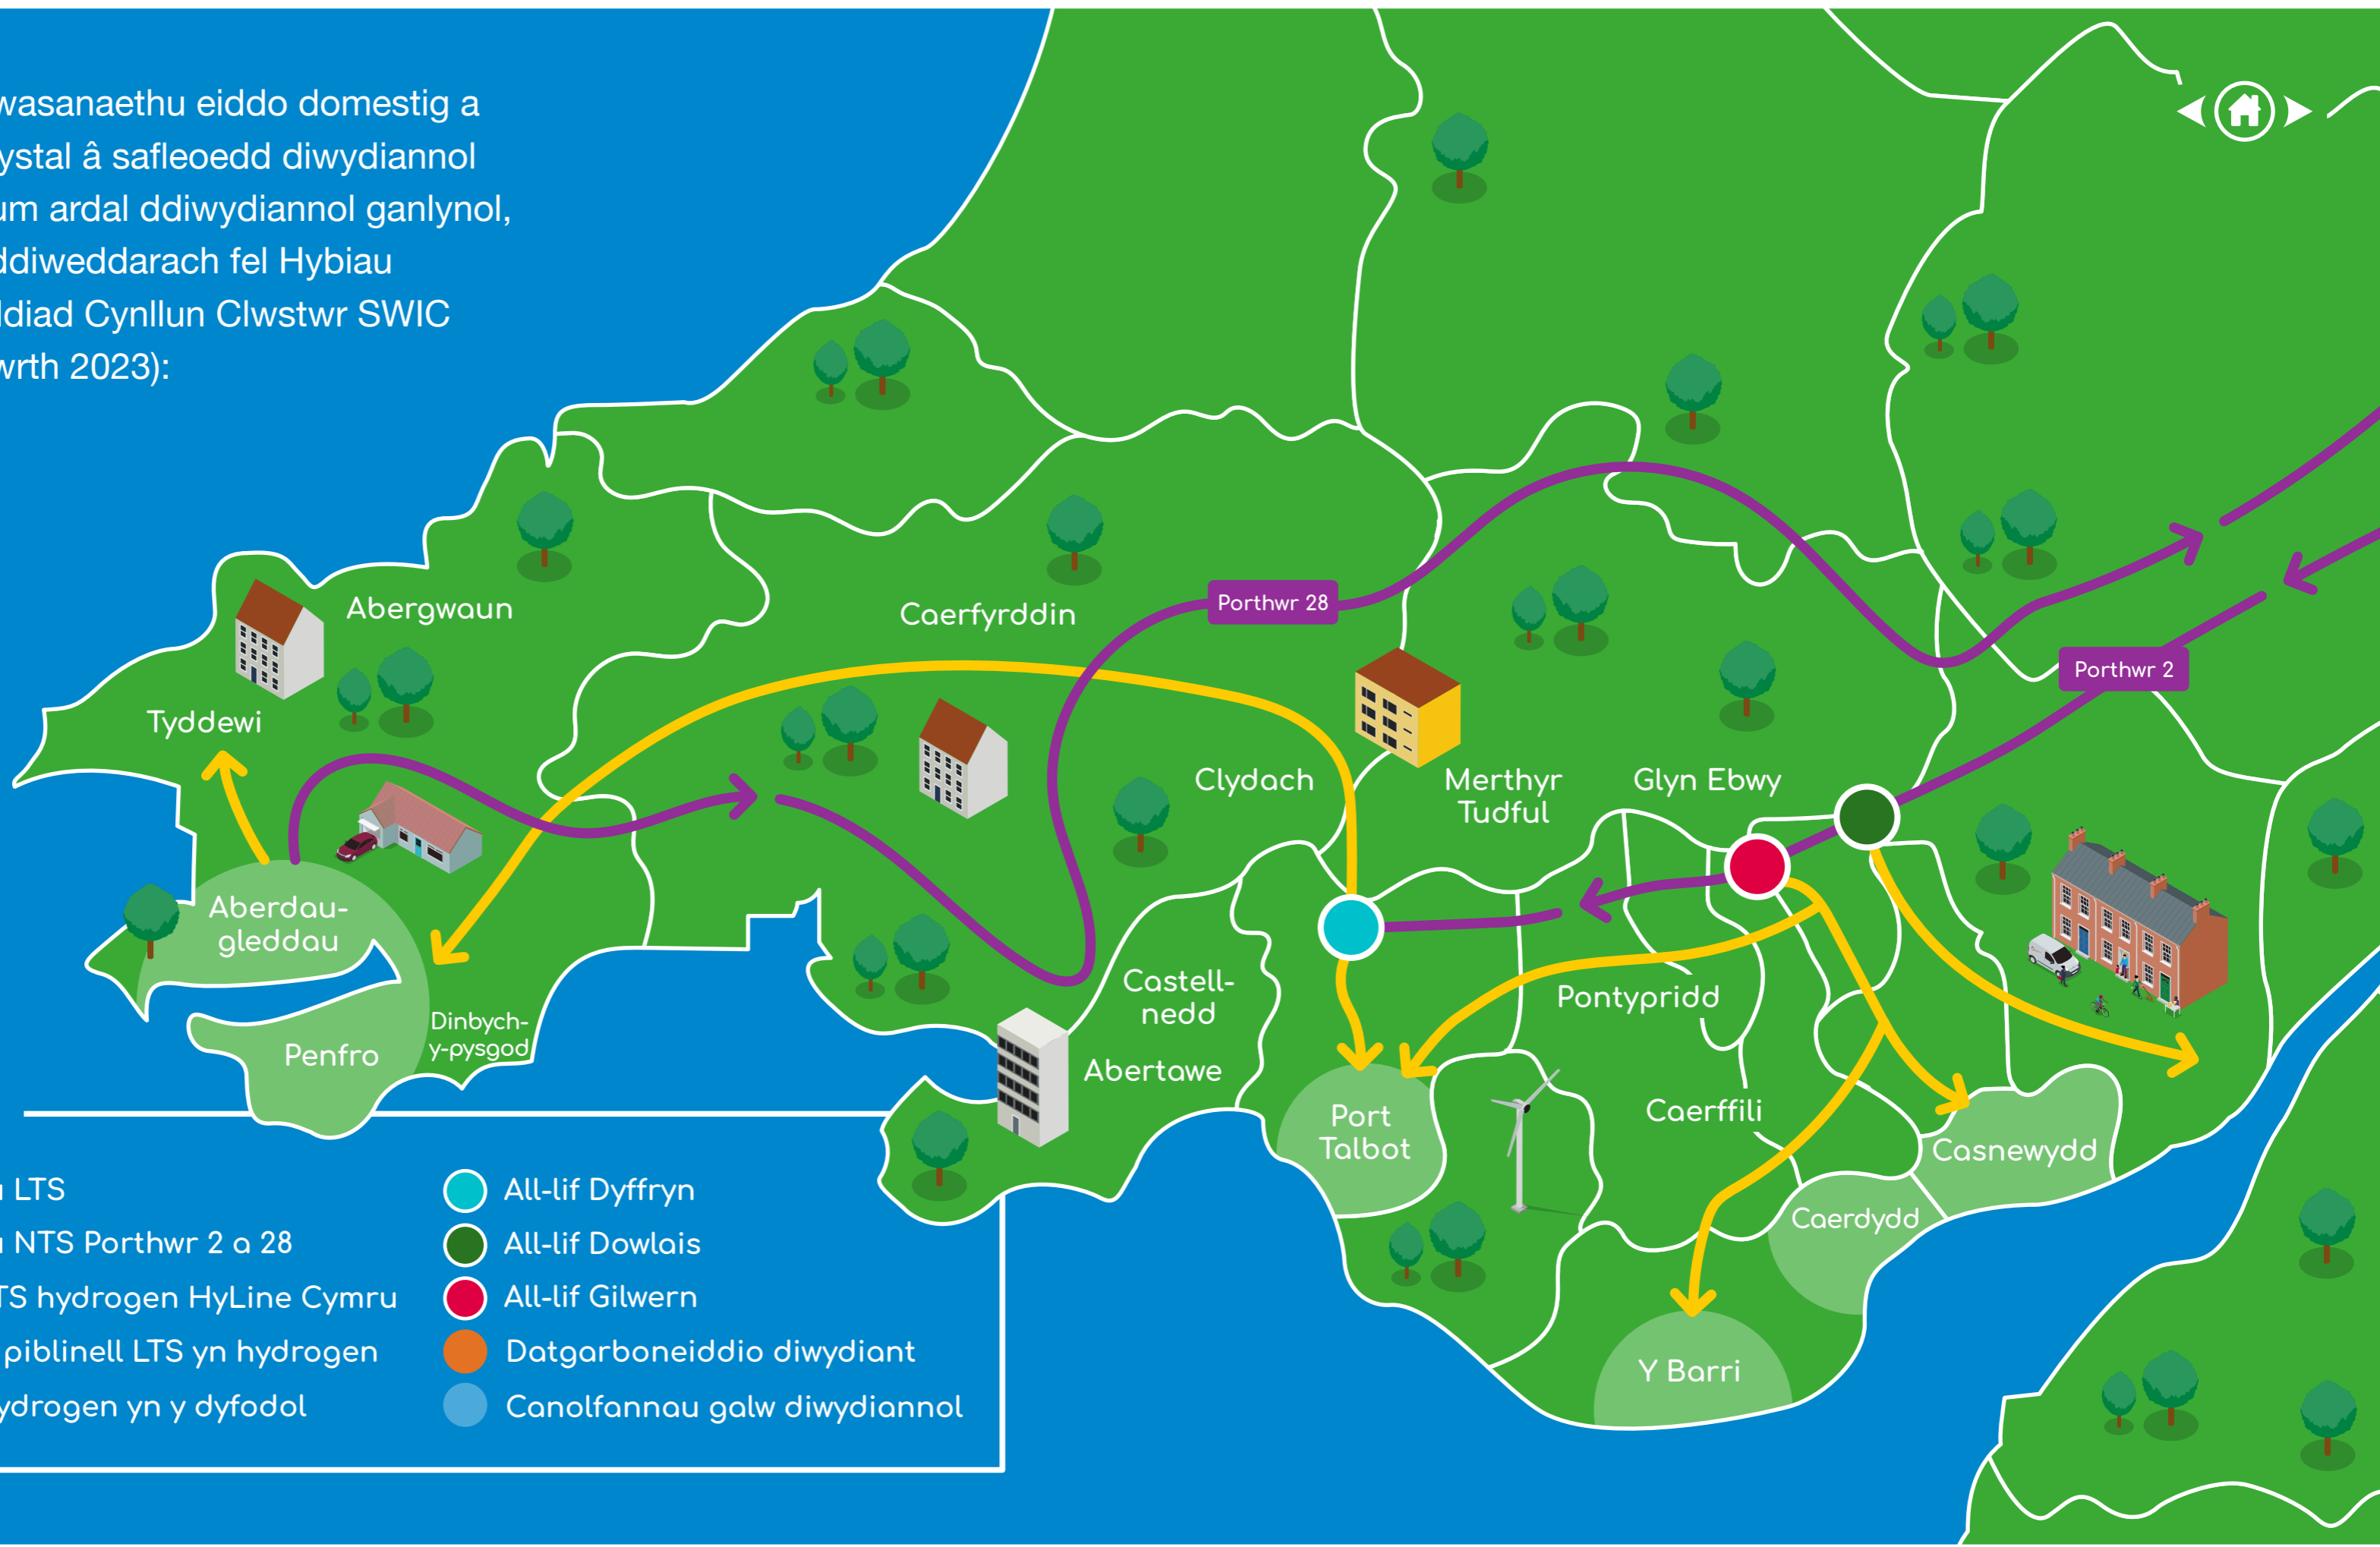 wasanaethu eiddo domestig a
ystal â safleoedd diwydiannol
um ardal ddiwydiannol ganlynol,
ddiweddarach fel Hybiau
diad Cynllun Clwstwr SWIC
wrth 2023):
Abergwaun
Caerfyrddin
Porthwr 28
Porthwr 2
Tyddewi
Clydach
Merthyr
Tudful
Glyn Ebwy
Aberdau-
gleddau
Penfro
Dinbych-
y-pysgod
Castell-
nedd
Abertawe
Pontypridd
Port
Talbot
Caerffili
Casnewydd
Caerdydd
Y Barri
LTS
NTS Porthwr 2 a 28
TS hydrogen HyLine Cymru
piblinell LTS yn hydrogen
ydrogen yn y dyfodol
All-lif Dyffryn
All-lif Dowlais
All-lif Gilwern
Datgarboneiddio diwydiant
Canolfannau galw diwydiannol